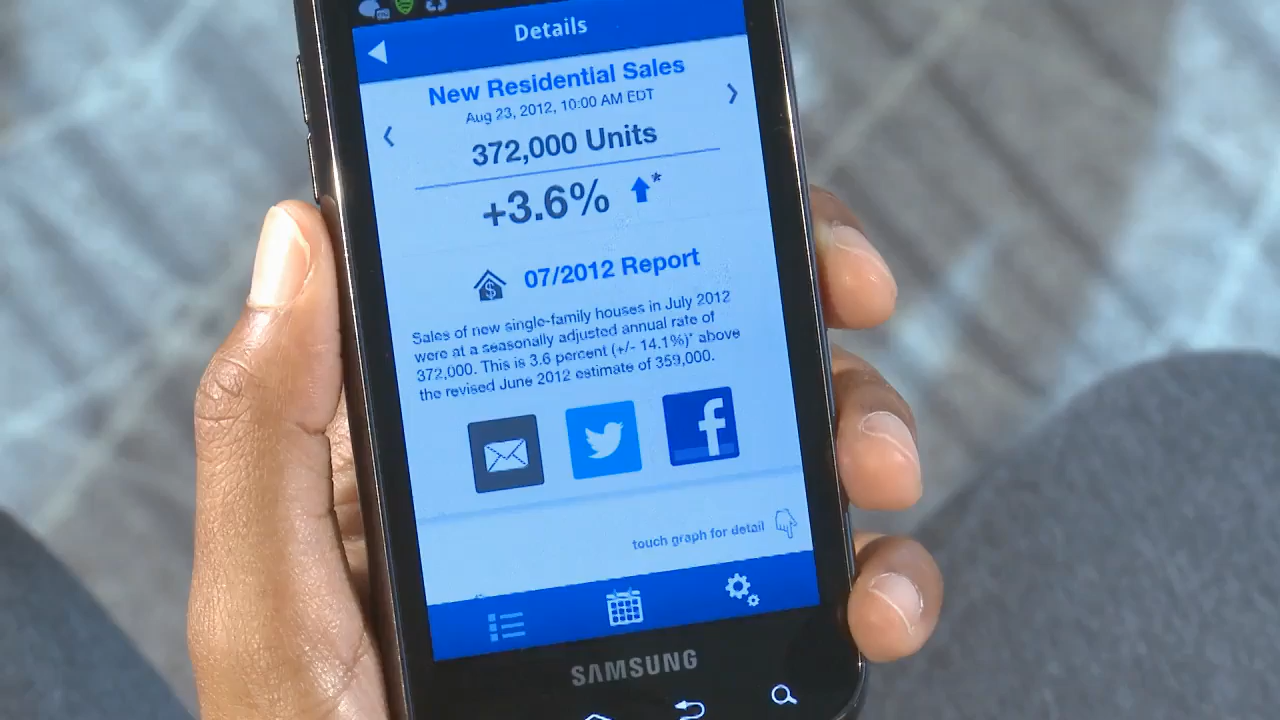 Details
New Residential Sales
Aug 23, 2012, 10:00 AM EDT
372,000 Units
+3.6% *
07/2012 Report
Sales of new single-family houses in July 2012
were at a seasonally adjusted annual rate of
372,000. This is 3.6 percent (+/- 14.1%)* above
the revised June 2012 estimate of 359,000.
touch graph for detail
SAMSUNG